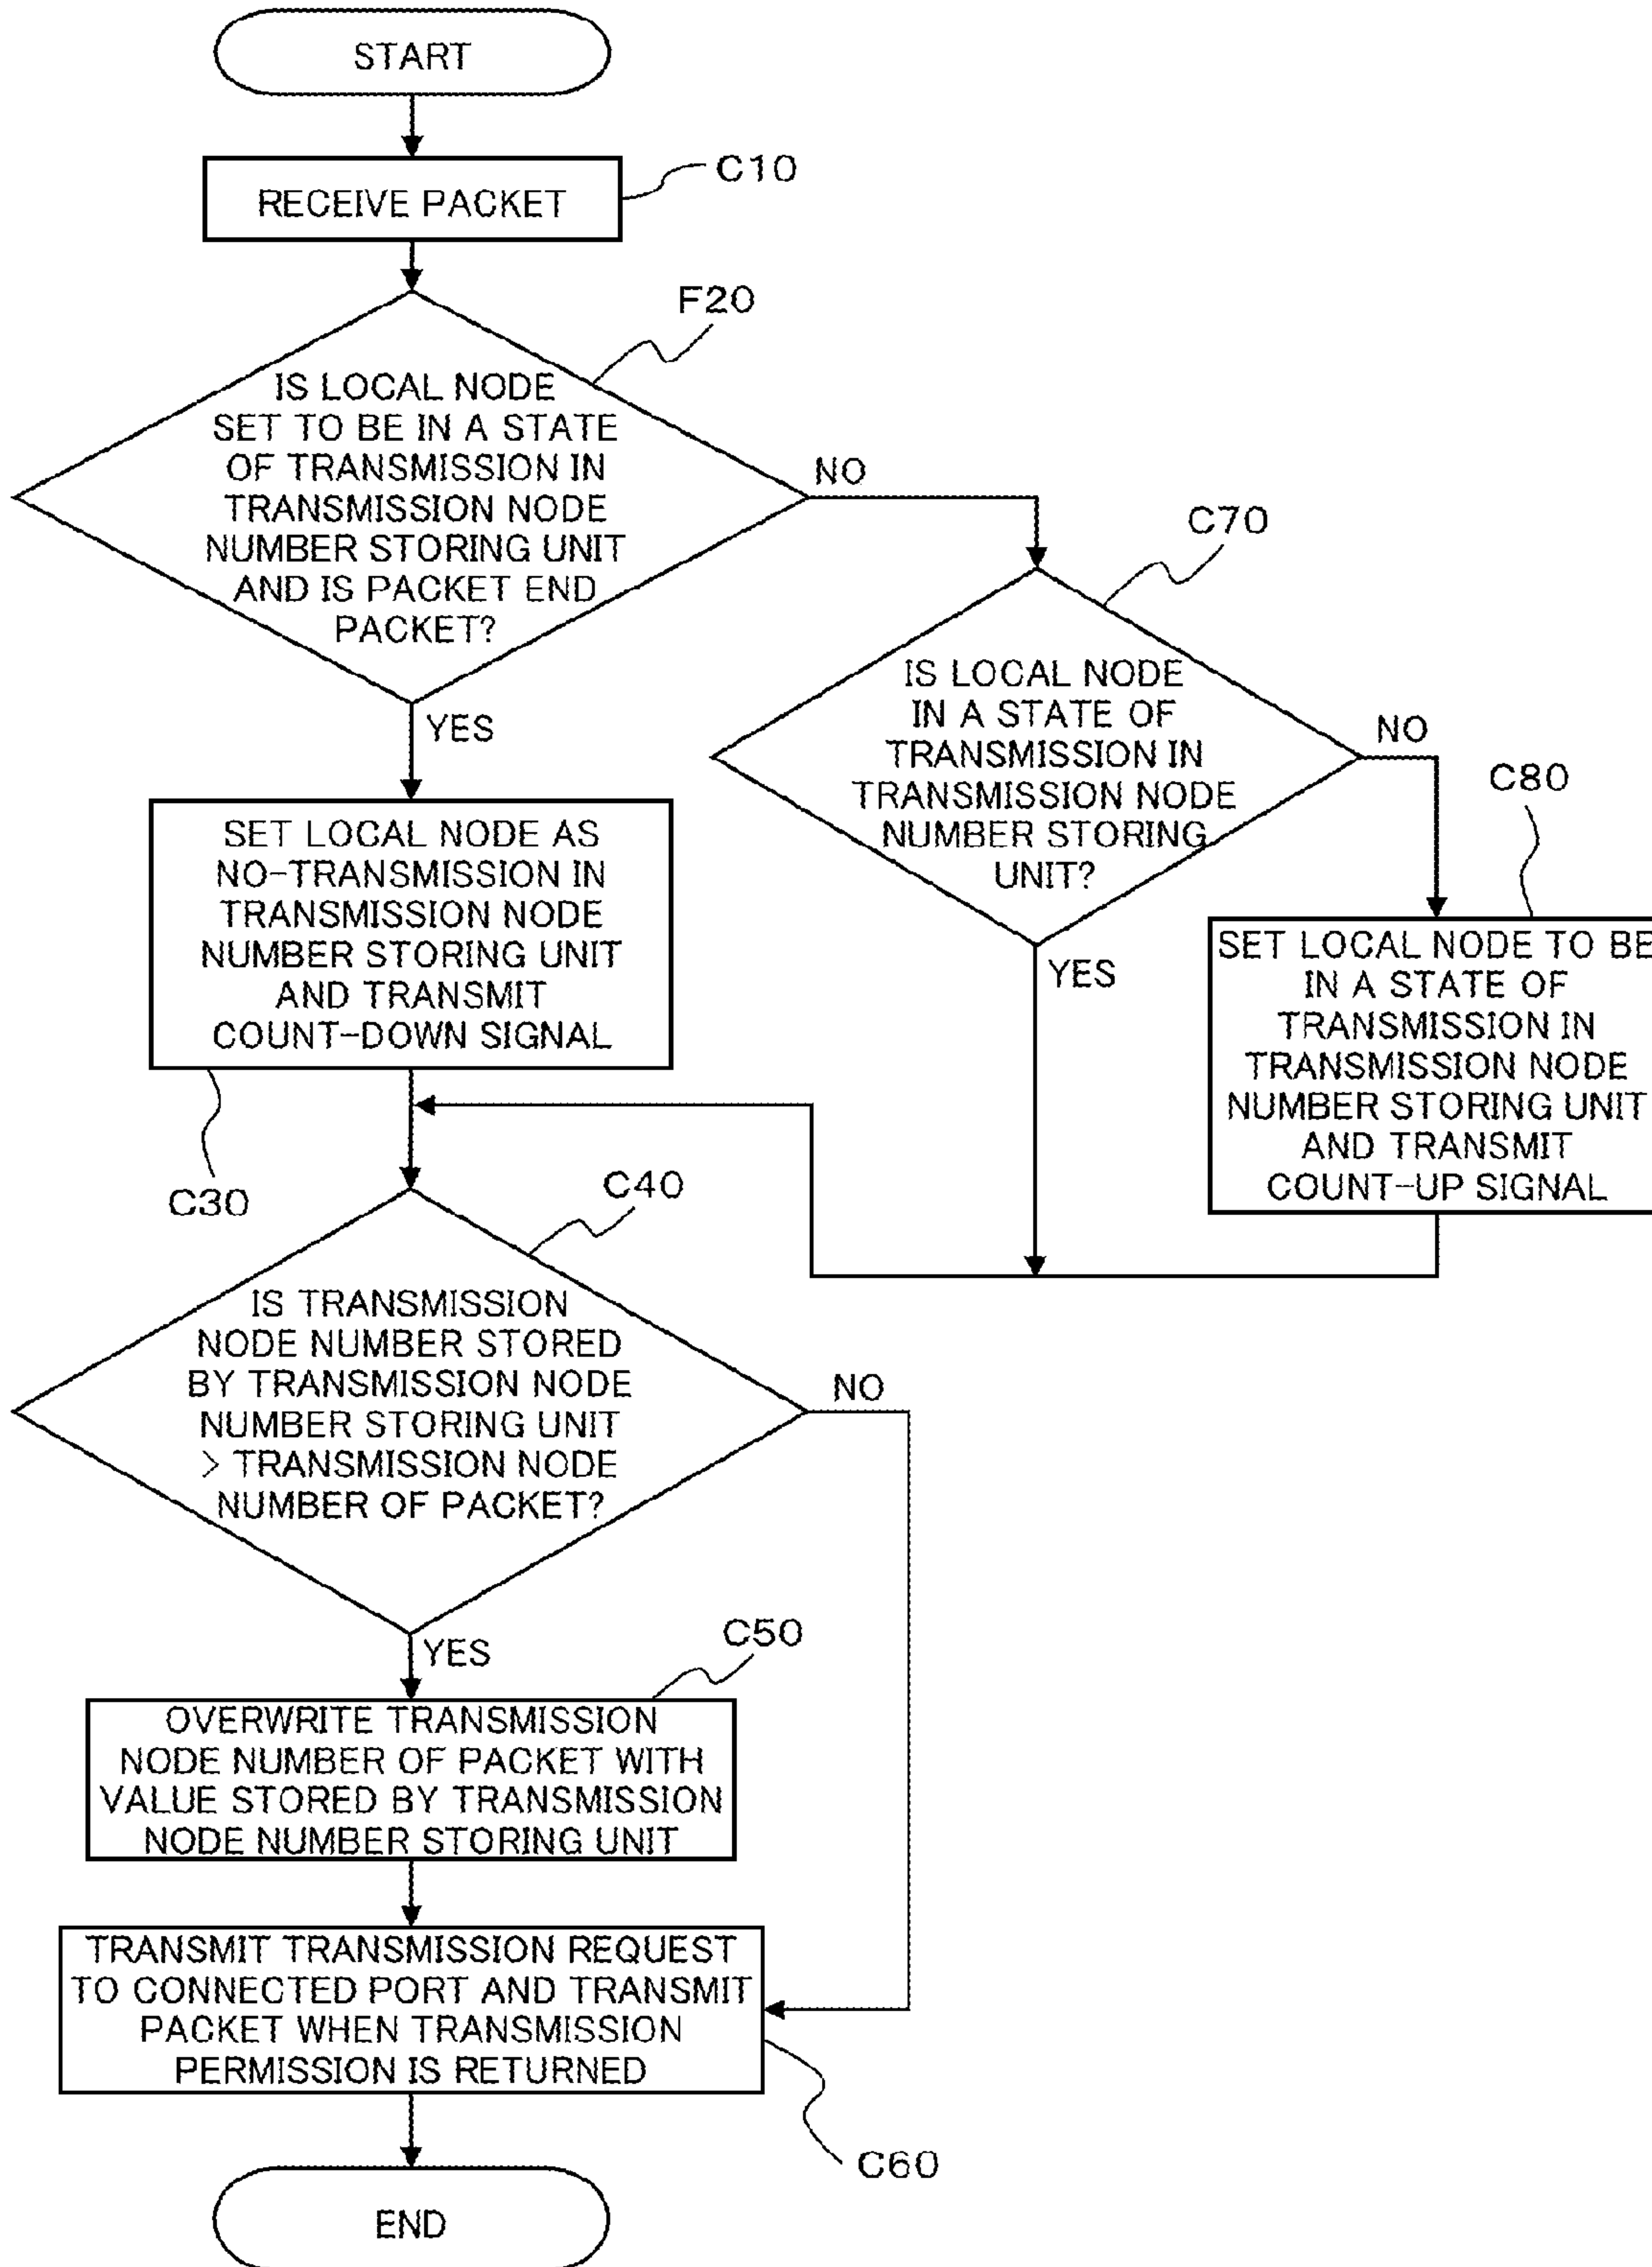 START
RECEIVE PACKET
C10
F20
IS LOCAL NODE
SET TO BE IN A STATE
OF TRANSMISSION IN
TRANSMISSION NODE
NUMBER STORING UNIT
AND IS PACKET END
PACKET?
NO
YES
C70
IS LOCAL NODE
IN A STATE OF
TRANSMISSION IN
TRANSMISSION NODE
NUMBER STORING
UNIT?
NO
YES
C80
SET LOCAL NODE TO BE
IN A STATE OF
TRANSMISSION IN
TRANSMISSION NODE
NUMBER STORING UNIT
AND TRANSMIT
COUNT-UP SIGNAL
SET LOCAL NODE AS
NO-TRANSMISSION IN
TRANSMISSION NODE
NUMBER STORING UNIT
AND TRANSMIT
COUNT-DOWN SIGNAL
C30
C40
IS TRANSMISSION
NODE NUMBER STORED
BY TRANSMISSION NODE
NUMBER STORING UNIT
> TRANSMISSION NODE
NUMBER OF PACKET?
NO
YES
C50
OVERWRITE TRANSMISSION
NODE NUMBER OF PACKET WITH
VALUE STORED BY TRANSMISSION
NODE NUMBER STORING UNIT
TRANSMIT TRANSMISSION REQUEST
TO CONNECTED PORT AND TRANSMIT
PACKET WHEN TRANSMISSION
PERMISSION IS RETURNED
C60
END